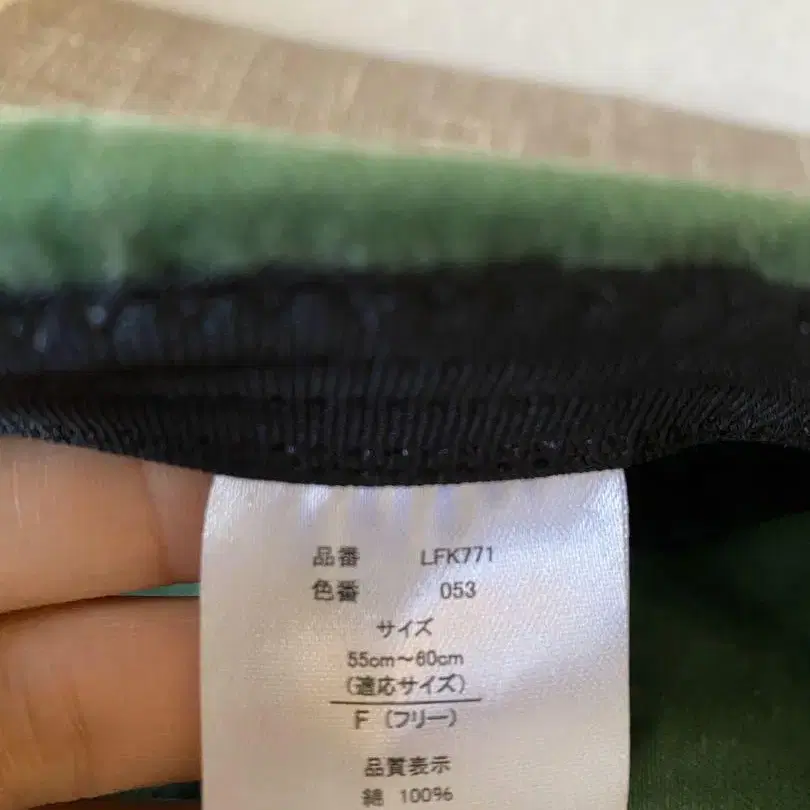 品番 LFK771
色番 053
サイズ
55cm～60cm
(適応サイズ)
F (フリー)
品質表示
綿 100%